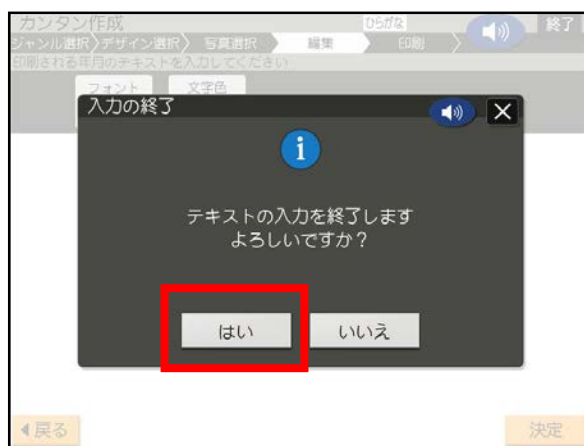 カンタン作成
ひらがな
終了
ジャンル選択〉デザイン選択〉 写真選択 〉 編集 〉 印刷 〉
印刷される年月のテキストを入力してください
フォント
文字色
入力の終了
テキストの入力を終了します
よろしいですか？
はい
いいえ
戻る
決定